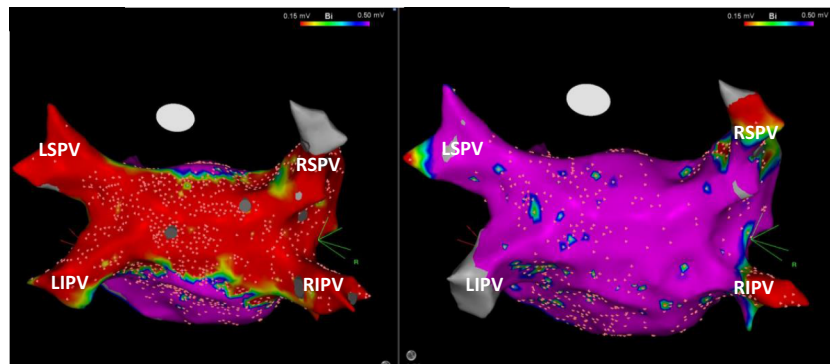 0.15 mV Bi 0.50 mV
LSPV
RSPV
LIPV
RIPV
R
0.15 mV Bi 0.50 mV
LSPV
RSPV
LIPV
RIPV
R